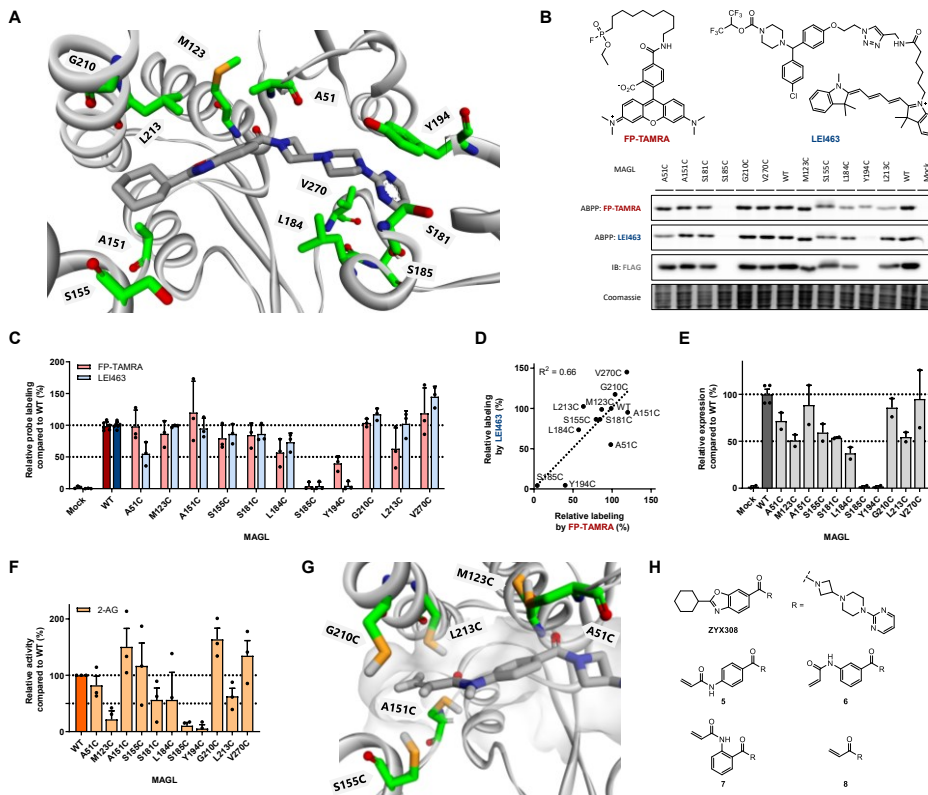 A
G210
M123
A51
L213
Y194
V270
L184
S181
A151
S185
S155
B
FP-TAMRA
LEI463
MAGL
A51C
A151C
S181C
S185C
G210C
V270C
WT
M123C
S155C
L184C
Y194C
L213C
WT
Mock
ABPP: FP-TAMRA
ABPP: LEI463
IB: FLAG
Coomassie
C
FP-TAMRA
LEI463
Relative probe labeling
compared to WT (%)
200
150
100
50
0
Mock
WT
A51C
M123C
A151C
S155C
S181C
L184C
S185C
Y194C
G210C
L213C
V270C
MAGL
D
R2 = 0.66
V270C
G210C
L213C
M123C
WT
S155C
A151C
L184C
S181C
A51C
S185C
Y194C
Relative labeling
by LEI463 (%)
150
100
50
0
0
50
100
150
Relative labeling
by FP-TAMRA (%)
E
Relative expression
compared to WT (%)
150
100
50
0
Mock
WT
A51C
M123C
A151C
S155C
S181C
L184C
S185C
Y194C
G210C
L213C
V270C
MAGL
F
2-AG
Relative activity
compared to WT (%)
200
150
100
50
0
WT
A51C
M123C
A151C
S155C
S181C
L184C
S185C
Y194C
G210C
L213C
V270C
MAGL
G
M123C
G210C
L213C
A51C
A151C
S155C
H
ZYX308
R =
5
6
7
8